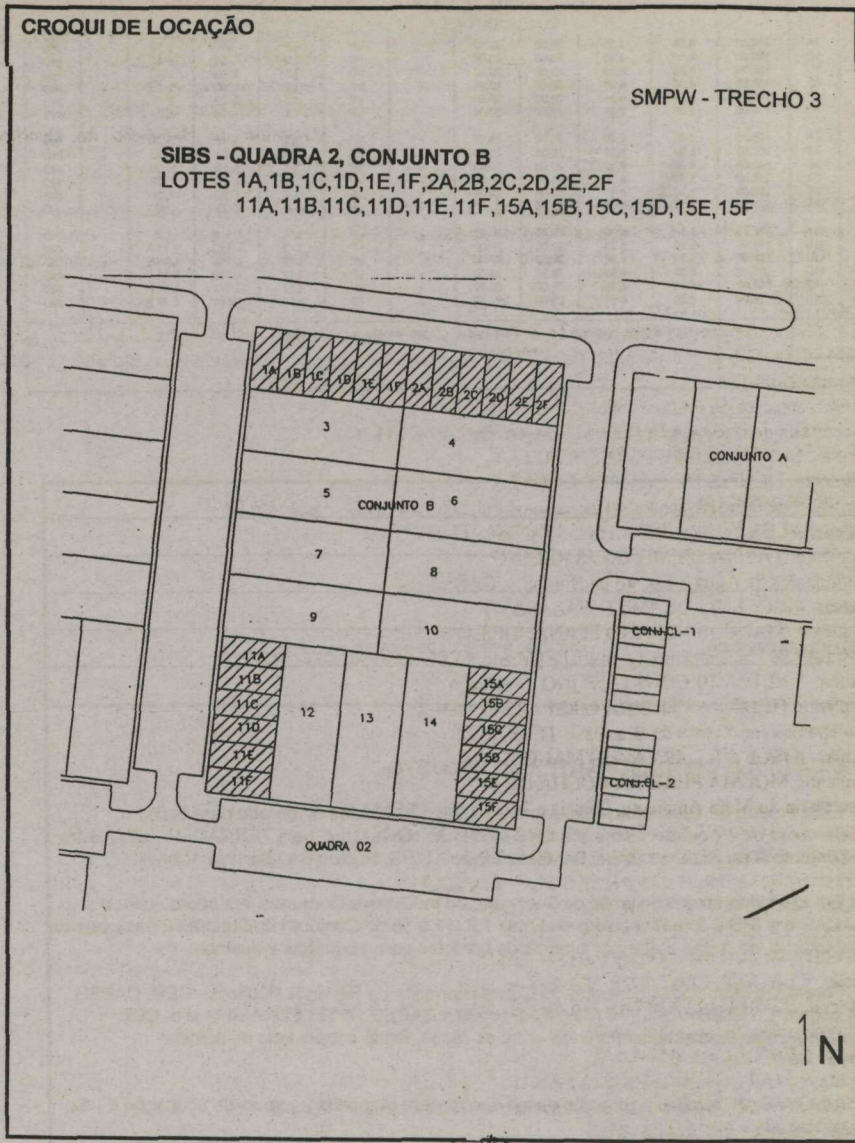 CROQUI DE LOCAÇÃO
SMPW - TRECHO 3
SIBS - QUADRA 2, CONJUNTO B
LOTES 1A,1B,1C,1D,1E,1F,2A,2B,2C,2D,2E,2F
11A,11B,11C,11D,11E,11F,15A,15B,15C,15D,15E,15F
1A 1B 1C 1D 1E 1F 2A 2B 2C 2D 2E 2F
3 4
CONJUNTO A
5 CONJUNTO B 6
7 8
9 10
CONJ.CL-1
11A 15A
11B 15B
11C 12 13 14 15C
11D 15D
11E 15E
CONJ.CL-2
11F 15F
QUADRA 02
N